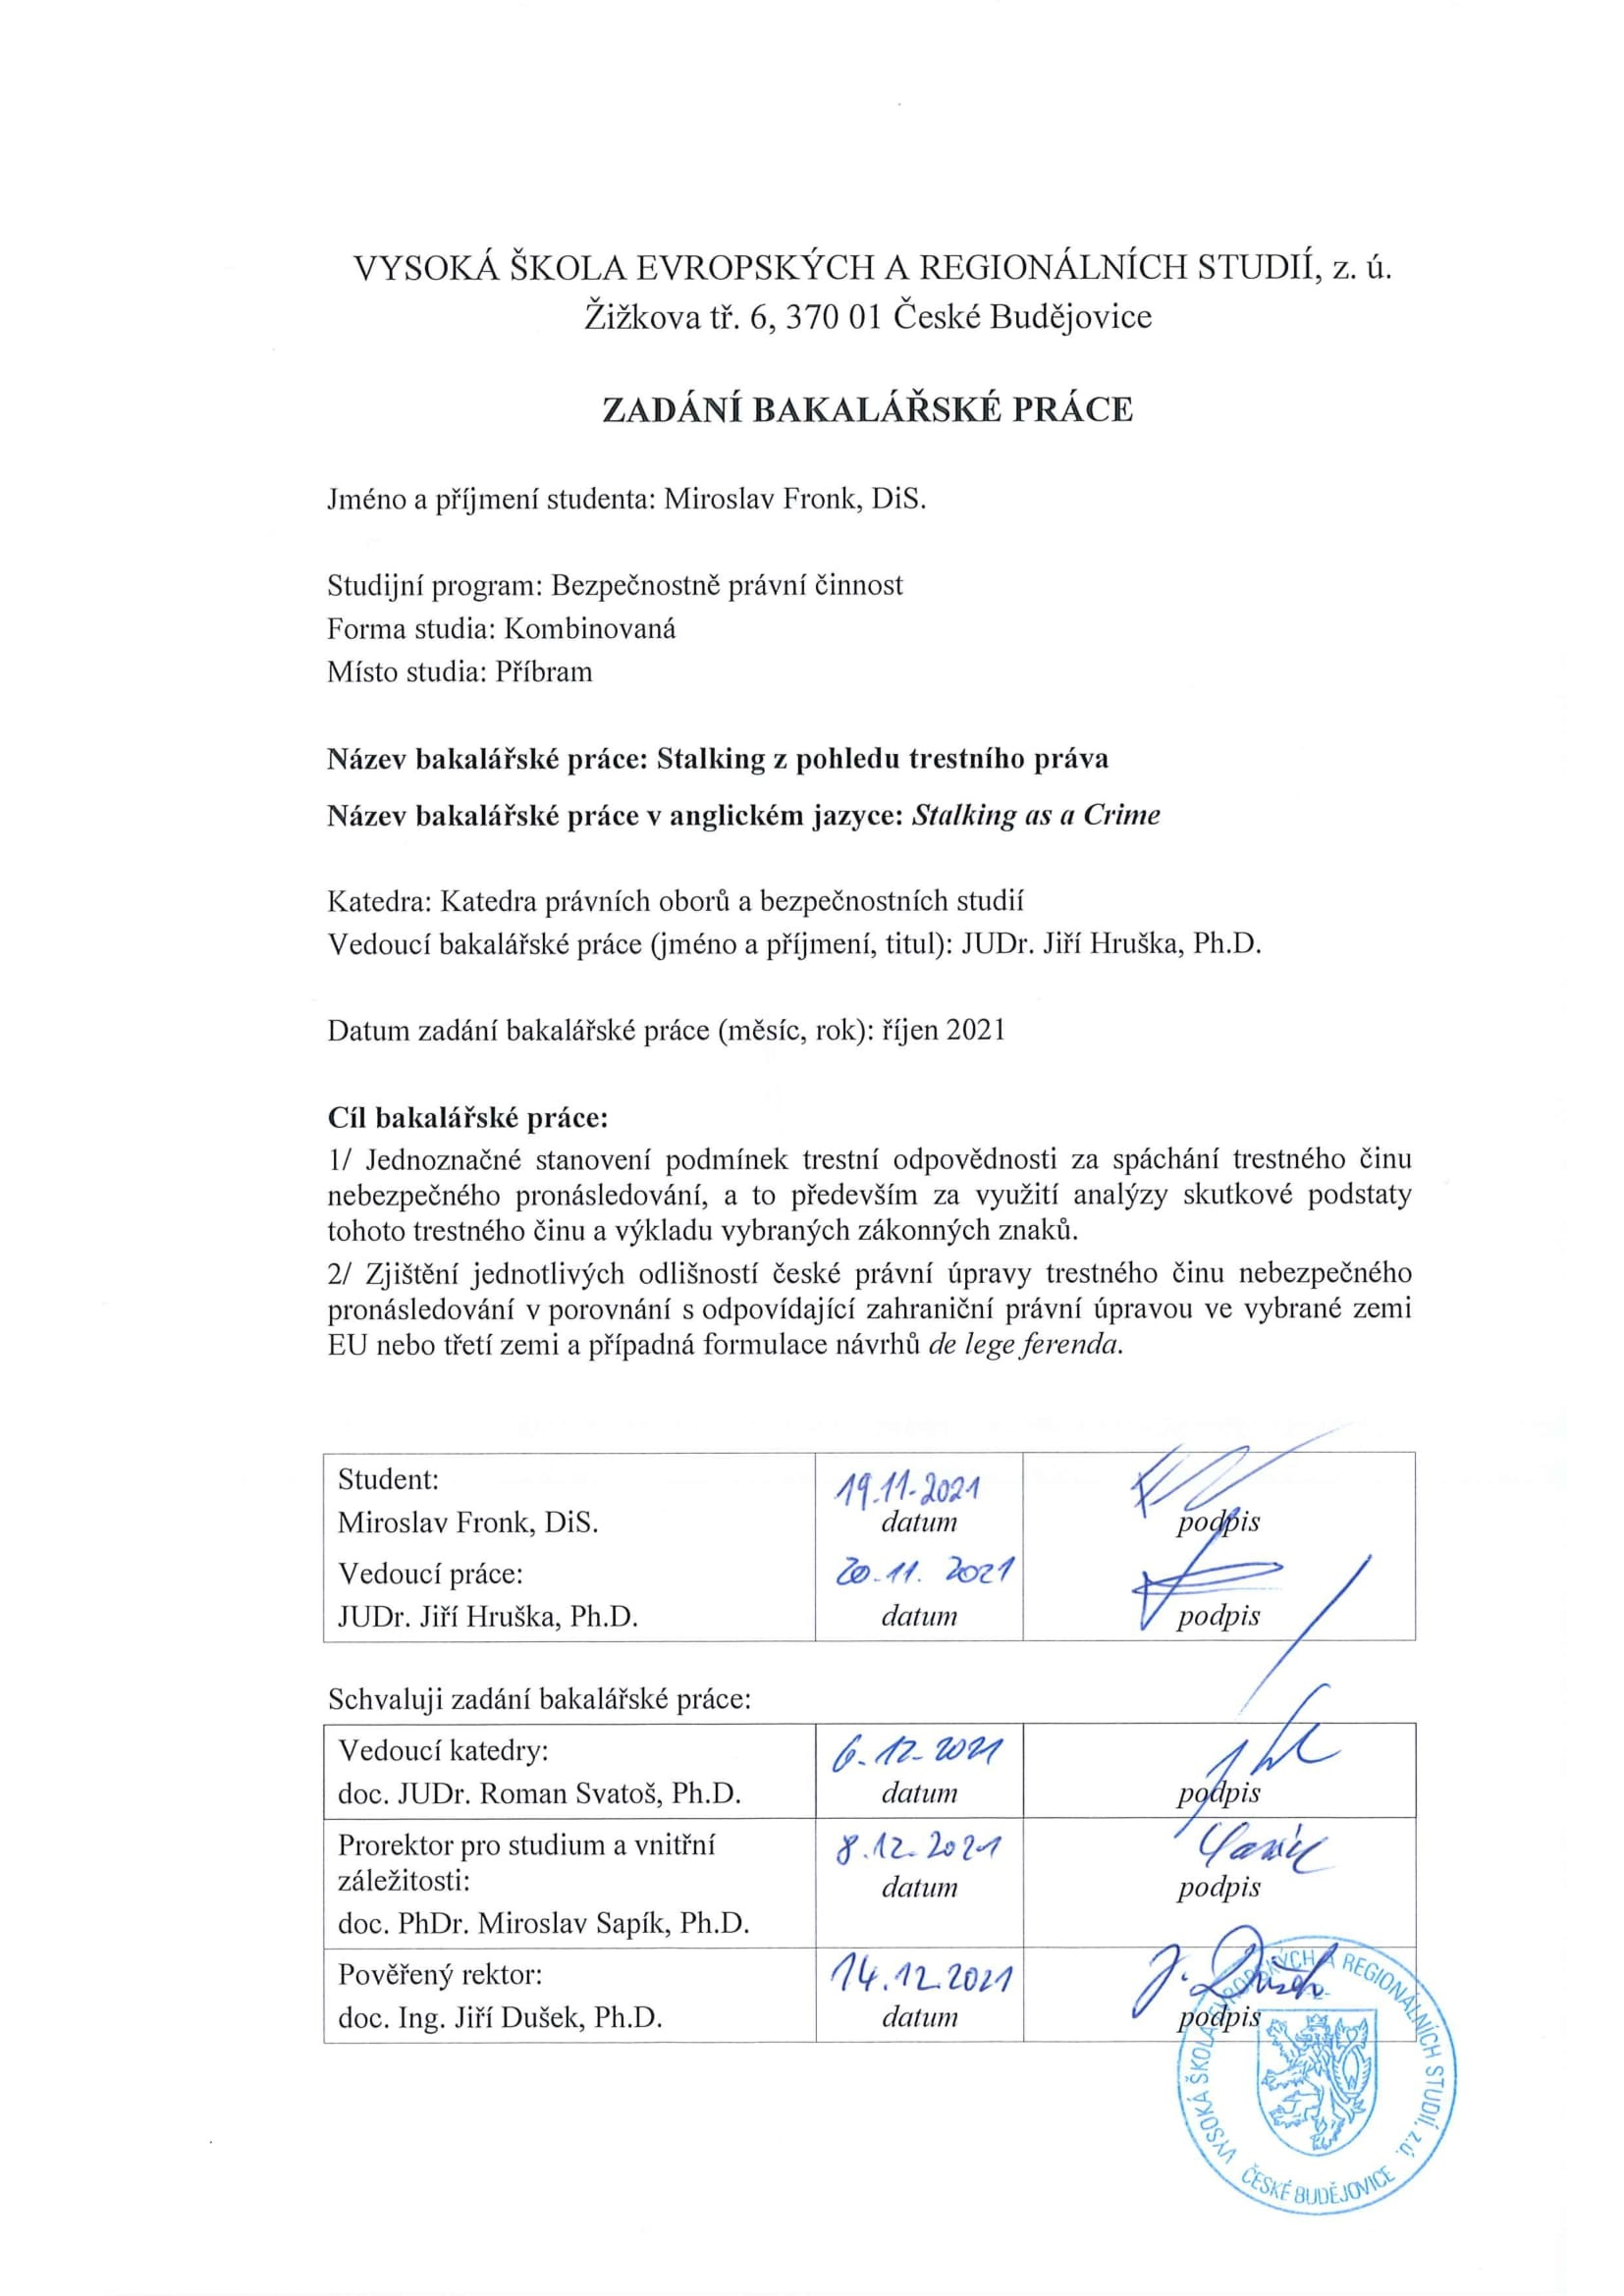 VYSOKÁ ŠKOLA EVROPSKÝCH A REGIONÁLNÍCH STUDIÍ, z. ú.
Žižkova tř. 6, 370 01 České Budějovice
ZADÁNÍ BAKALÁŘSKÉ PRÁCE
Jméno a příjmení studenta: Miroslav Fronk, DiS.
Studijní program: Bezpečnostně právní činnost
Forma studia: Kombinovaná
Místo studia: Příbram
Název bakalářské práce: Stalking z pohledu trestního práva
Název bakalářské práce v anglickém jazyce: Stalking as a Crime
Katedra: Katedra právních oborů a bezpečnostních studií
Vedoucí bakalářské práce (jméno a příjmení, titul): JUDr. Jiří Hruška, Ph.D.
Datum zadání bakalářské práce (měsíc, rok): říjen 2021
Cíl bakalářské práce:
1/ Jednoznačné stanovení podmínek trestní odpovědnosti za spáchání trestného činu
nebezpečného pronásledování, a to především za využití analýzy skutkové podstaty
tohoto trestného činu a výkladu vybraných zákonných znaků.
2/ Zjištění jednotlivých odlišností české právní úpravy trestného činu nebezpečného
pronásledování v porovnání s odpovídající zahraniční právní úpravou ve vybrané zemi
EU nebo třetí zemi a případná formulace návrhů de lege ferenda.
Student:
Miroslav Fronk, DiS.
19.11.2021
datum
podpis
Vedoucí práce:
JUDr. Jiří Hruška, Ph.D.
20.11. 2021
datum
podpis
Schvaluji zadání bakalářské práce:
Vedoucí katedry:
doc. JUDr. Roman Svatoš, Ph.D.
6.12.2021
datum
podpis
Prorektor pro studium a vnitřní
záležitosti:
doc. PhDr. Miroslav Sapík, Ph.D.
8.12.2021
datum
podpis
Pověřený rektor:
doc. Ing. Jiří Dušek, Ph.D.
14.12.2021
datum
J. Dušek
podpis
VYSOKÁ ŠKOLA EVROPSKÝCH A REGIONÁLNÍCH STUDIÍ, z.ú.
-2-
ČESKÉ BUDĚJOVICE